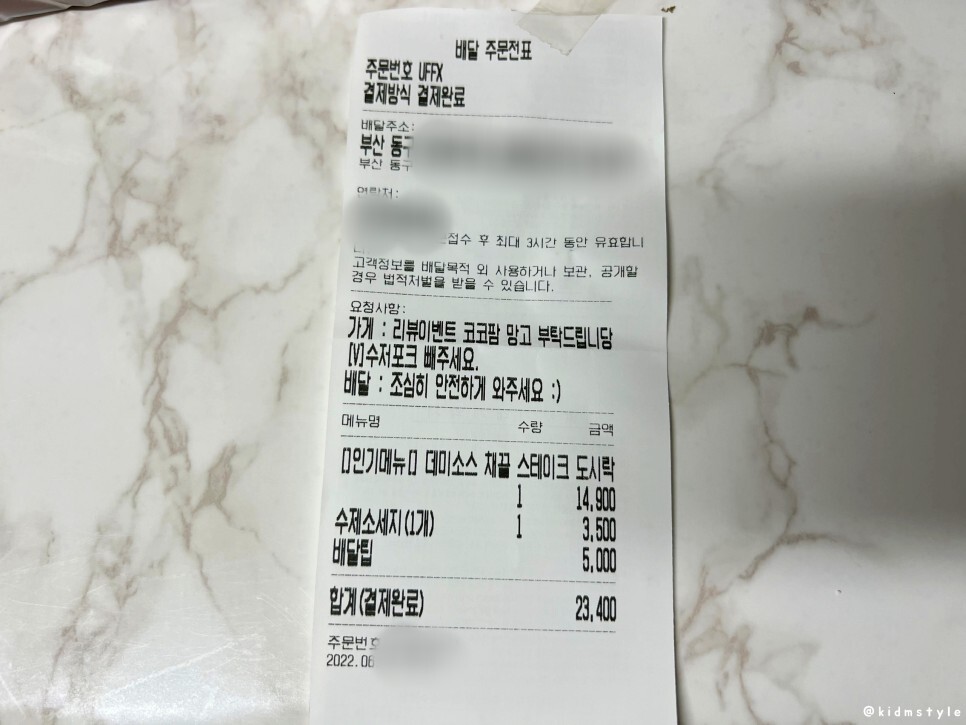 배달 주문전표
주문번호 UFFX
결제방식 결제완료
배달주소:
부산 동구
부산 동구
연락처:
접수 후 최대 3시간 동안 유효합니
고객정보를 배달목적 외 사용하거나 보관, 공개할
경우 법적처벌을 받을 수 있습니다.
요청사항:
가게 : 리뷰이벤트 코코팜 망고 부탁드립니당
[V]수저포크 빼주세요.
배달 : 조심히 안전하게 와주세요 :)
메뉴명 수량 금액
[]인기메뉴[] 데미소스 채끝 스테이크 도시락
1 14,900
수제소세지(1개) 1 3,500
배달팁 5,000
합계(결제완료) 23,400
주문번호
2022.06
@kidmstyle